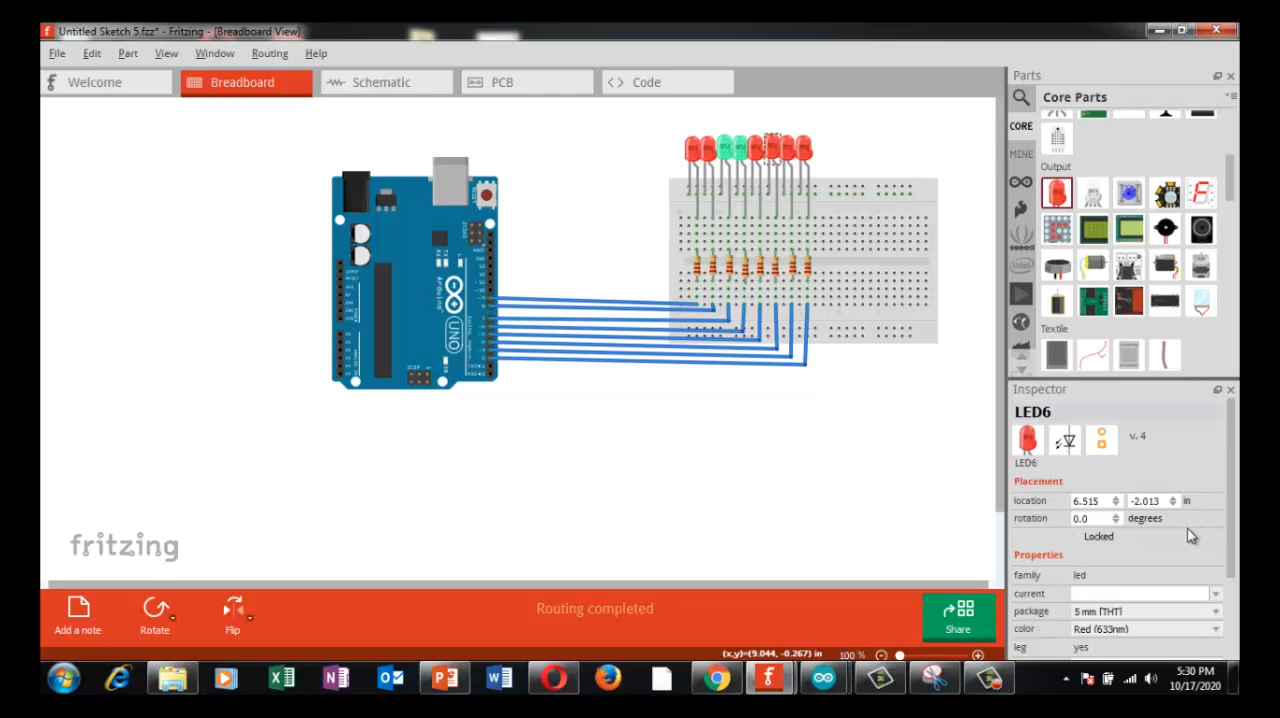 Untitled Sketch 5.fzz* - Fritzing - [Breadboard View]
File Edit Part View Window Routing Help
Welcome Breadboard Schematic PCB Code
Parts
Core Parts
CORE
MINE
Output
Textile
UNO
fritzing
Inspector
LED6
v. 4
LED6
Placement
location 6.515 -2.013 in
rotation 0.0 degrees
Locked
Properties
family led
current
package 5 mm [THT]
color Red (633nm)
leg yes
Add a note Rotate Flip
Routing completed
Share
(x,y)=(9.044, -0.267) in 100 %
5:30 PM
10/17/2020